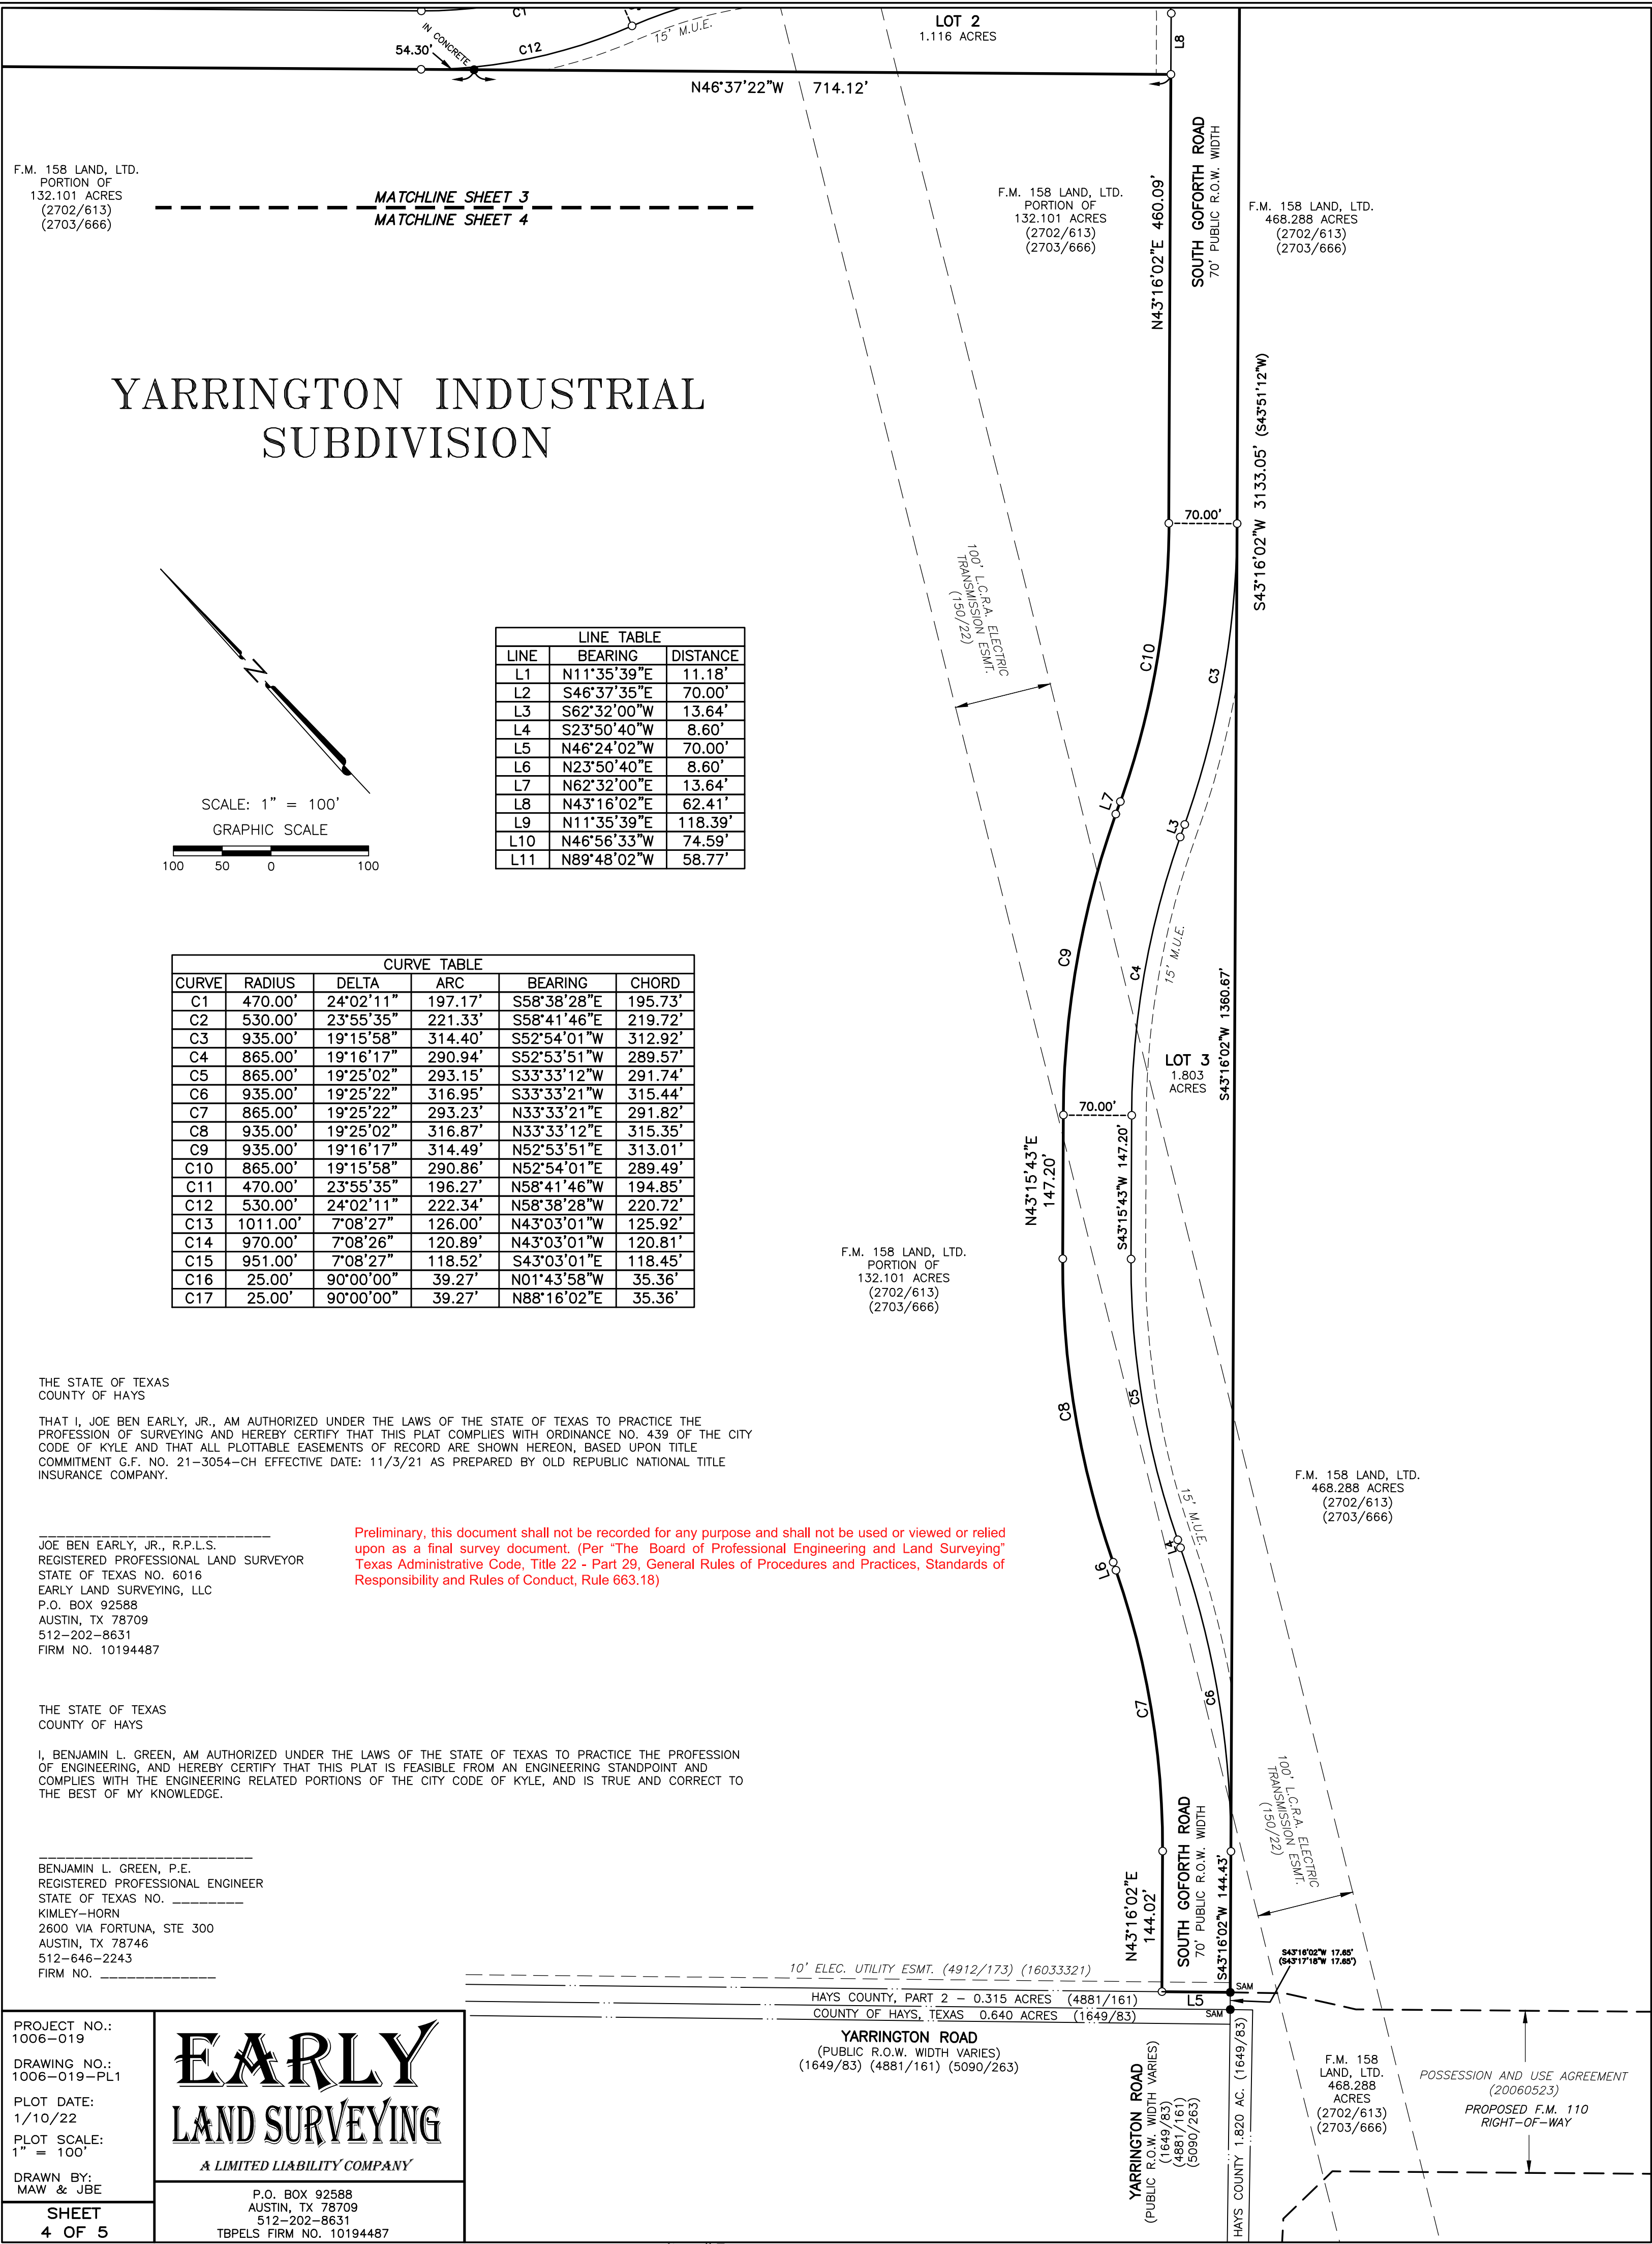 C1
IN CONCRETE
54.30'
C12
15' M.U.E.
LOT 2
1.116 ACRES
L8
N46°37'22"W 714.12'
F.M. 158 LAND, LTD.
PORTION OF
132.101 ACRES
(2702/613)
(2703/666)
MATCHLINE SHEET 3
MATCHLINE SHEET 4
F.M. 158 LAND, LTD.
PORTION OF
132.101 ACRES
(2702/613)
(2703/666)
N43°16'02"E 460.09'
SOUTH GOFORTH ROAD
70' PUBLIC R.O.W. WIDTH
F.M. 158 LAND, LTD.
468.288 ACRES
(2702/613)
(2703/666)
YARRINGTON INDUSTRIAL
SUBDIVISION
S43°16'02"W 3133.05' (S43°51'12"W)
70.00'
100' L.C.R.A. ELECTRIC
TRANSMISSION ESMT.
(150/22)
C10
C3
N
SCALE: 1" = 100'
GRAPHIC SCALE
100 50 0 100
LINE TABLE
LINE BEARING DISTANCE
L1 N11°35'39"E 11.18'
L2 S46°37'35"E 70.00'
L3 S62°32'00"W 13.64'
L4 S23°50'40"W 8.60'
L5 N46°24'02"W 70.00'
L6 N23°50'40"E 8.60'
L7 N62°32'00"E 13.64'
L8 N43°16'02"E 62.41'
L9 N11°35'39"E 118.39'
L10 N46°56'33"W 74.59'
L11 N89°48'02"W 58.77'
L7
L3
C9
C4
15' M.U.E.
CURVE TABLE
CURVE RADIUS DELTA ARC BEARING CHORD
C1 470.00' 24°02'11" 197.17' S58°38'28"E 195.73'
C2 530.00' 23°55'35" 221.33' S58°41'46"E 219.72'
C3 935.00' 19°15'58" 314.40' S52°54'01"W 312.92'
C4 865.00' 19°16'17" 290.94' S52°53'51"W 289.57'
C5 865.00' 19°25'02" 293.15' S33°33'12"W 291.74'
C6 935.00' 19°25'22" 316.95' S33°33'21"W 315.44'
C7 865.00' 19°25'22" 293.23' N33°33'21"E 291.82'
C8 935.00' 19°25'02" 316.87' N33°33'12"E 315.35'
C9 935.00' 19°16'17" 314.49' N52°53'51"E 313.01'
C10 865.00' 19°15'58" 290.86' N52°54'01"E 289.49'
C11 470.00' 23°55'35" 196.27' N58°41'46"W 194.85'
C12 530.00' 24°02'11" 222.34' N58°38'28"W 220.72'
C13 1011.00' 7°08'27" 126.00' N43°03'01"W 125.92'
C14 970.00' 7°08'26" 120.89' N43°03'01"W 120.81'
C15 951.00' 7°08'27" 118.52' S43°03'01"E 118.45'
C16 25.00' 90°00'00" 39.27' N01°43'58"W 35.36'
C17 25.00' 90°00'00" 39.27' N88°16'02"E 35.36'
LOT 3
1.803
ACRES
S43°16'02"W 1360.67'
70.00'
N43°15'43"E
147.20'
S43°15'43"W 147.20'
F.M. 158 LAND, LTD.
PORTION OF
132.101 ACRES
(2702/613)
(2703/666)
C8
C5
THE STATE OF TEXAS
COUNTY OF HAYS
THAT I, JOE BEN EARLY, JR., AM AUTHORIZED UNDER THE LAWS OF THE STATE OF TEXAS TO PRACTICE THE
PROFESSION OF SURVEYING AND HEREBY CERTIFY THAT THIS PLAT COMPLIES WITH ORDINANCE NO. 439 OF THE CITY
CODE OF KYLE AND THAT ALL PLOTTABLE EASEMENTS OF RECORD ARE SHOWN HEREON, BASED UPON TITLE
COMMITMENT G.F. NO. 21-3054-CH EFFECTIVE DATE: 11/3/21 AS PREPARED BY OLD REPUBLIC NATIONAL TITLE
INSURANCE COMPANY.
F.M. 158 LAND, LTD.
468.288 ACRES
(2702/613)
(2703/666)
15' M.U.E.
L4
L6
JOE BEN EARLY, JR., R.P.L.S.
REGISTERED PROFESSIONAL LAND SURVEYOR
STATE OF TEXAS NO. 6016
EARLY LAND SURVEYING, LLC
P.O. BOX 92588
AUSTIN, TX 78709
512-202-8631
FIRM NO. 10194487
Preliminary, this document shall not be recorded for any purpose and shall not be used or viewed or relied
upon as a final survey document. (Per "The Board of Professional Engineering and Land Surveying"
Texas Administrative Code, Title 22 - Part 29, General Rules of Procedures and Practices, Standards of
Responsibility and Rules of Conduct, Rule 663.18)
C7
C6
THE STATE OF TEXAS
COUNTY OF HAYS
I, BENJAMIN L. GREEN, AM AUTHORIZED UNDER THE LAWS OF THE STATE OF TEXAS TO PRACTICE THE PROFESSION
OF ENGINEERING, AND HEREBY CERTIFY THAT THIS PLAT IS FEASIBLE FROM AN ENGINEERING STANDPOINT AND
COMPLIES WITH THE ENGINEERING RELATED PORTIONS OF THE CITY CODE OF KYLE, AND IS TRUE AND CORRECT TO
THE BEST OF MY KNOWLEDGE.
BENJAMIN L. GREEN, P.E.
REGISTERED PROFESSIONAL ENGINEER
STATE OF TEXAS NO. ________
KIMLEY-HORN
2600 VIA FORTUNA, STE 300
AUSTIN, TX 78746
512-646-2243
FIRM NO. _____________
100' L.C.R.A. ELECTRIC
TRANSMISSION ESMT.
(150/22)
N43°16'02"E
144.02'
SOUTH GOFORTH ROAD
70' PUBLIC R.O.W. WIDTH
S43°16'02"W 144.43'
S43°16'02"W 17.65'
(S43°17'18"W 17.65')
10' ELEC. UTILITY ESMT. (4912/173) (16033321)
SAM
HAYS COUNTY, PART 2 - 0.315 ACRES (4881/161)
L5
COUNTY OF HAYS, TEXAS 0.640 ACRES (1649/83)
SAM
YARRINGTON ROAD
(PUBLIC R.O.W. WIDTH VARIES)
(1649/83) (4881/161) (5090/263)
YARRINGTON ROAD
(PUBLIC R.O.W. WIDTH VARIES)
(1649/83)
(4881/161)
(5090/263)
HAYS COUNTY 1.820 AC. (1649/83)
F.M. 158
LAND, LTD.
468.288
ACRES
(2702/613)
(2703/666)
POSSESSION AND USE AGREEMENT
(20060523)
PROPOSED F.M. 110
RIGHT-OF-WAY
PROJECT NO.:
1006-019
DRAWING NO.:
1006-019-PL1
PLOT DATE:
1/10/22
PLOT SCALE:
1" = 100'
DRAWN BY:
MAW & JBE
SHEET
4 OF 5
EARLY
LAND SURVEYING
A LIMITED LIABILITY COMPANY
P.O. BOX 92588
AUSTIN, TX 78709
512-202-8631
TBPELS FIRM NO. 10194487